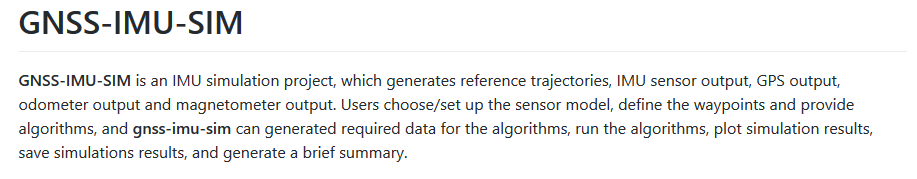 GNSS-IMU-SIM
GNSS-IMU-SIM is an IMU simulation project, which generates reference trajectories, IMU sensor output, GPS output,
odometer output and magnetometer output. Users choose/set up the sensor model, define the waypoints and provide
algorithms, and gnss-imu-sim can generated required data for the algorithms, run the algorithms, plot simulation results,
save simulations results, and generate a brief summary.